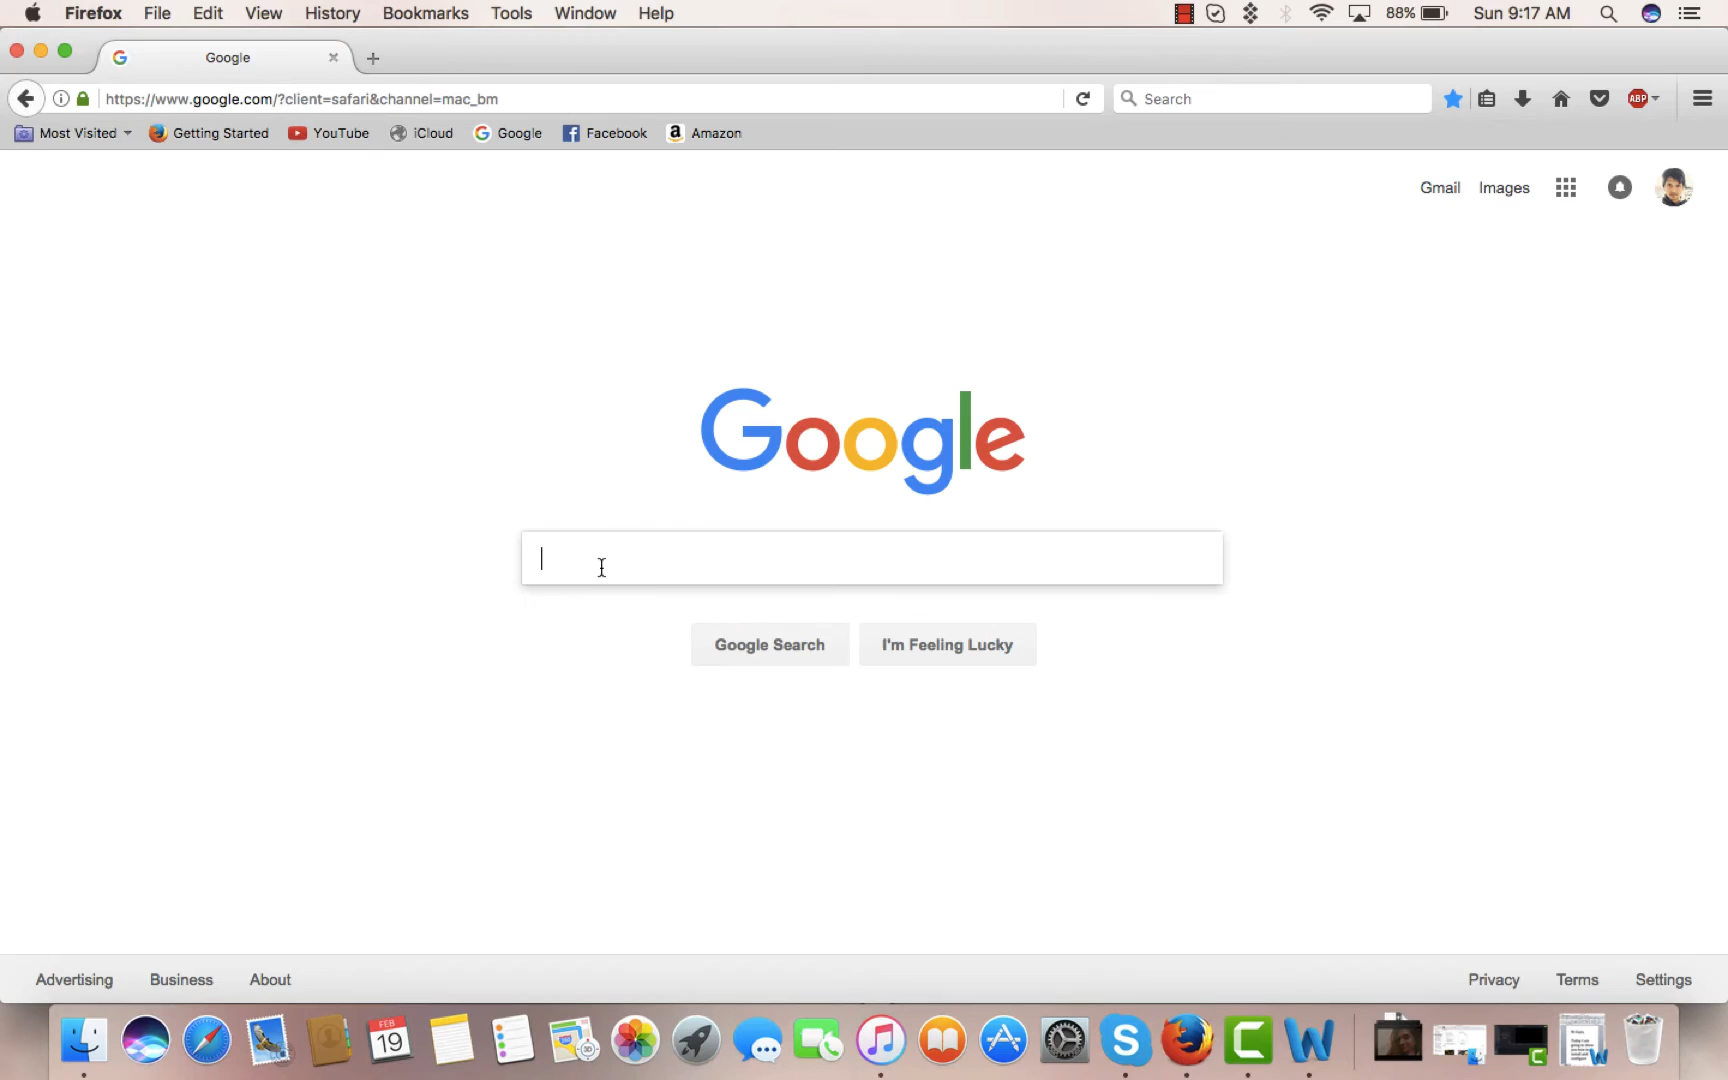 Firefox File Edit View History Bookmarks Tools Window Help 88% Sun 9:17 AM
Google
https://www.google.com/?client=safari&channel=mac_bm Search ABP
Most Visited Getting Started YouTube iCloud Google Facebook Amazon
Gmail Images
Google
Google Search I'm Feeling Lucky
Advertising Business About Privacy Terms Settings
FEB
19